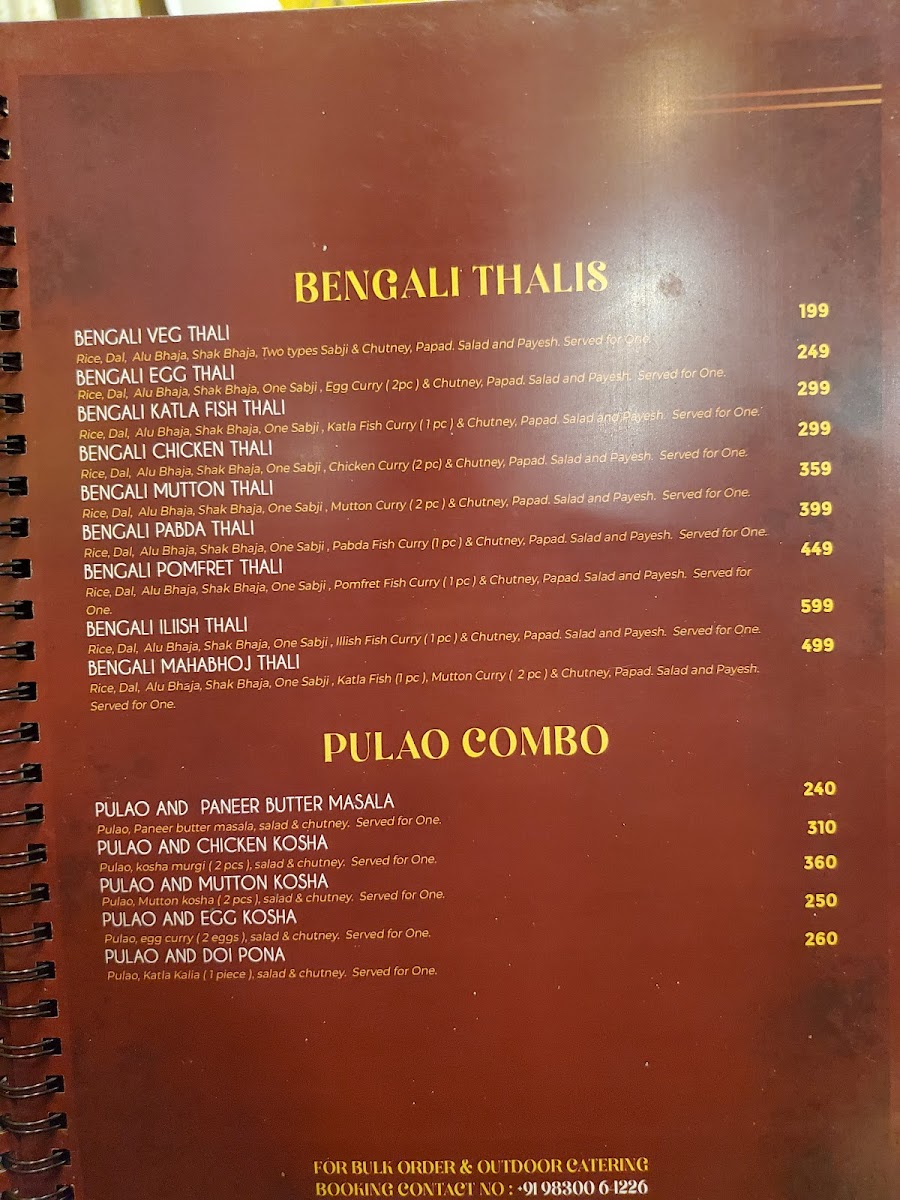 BENGALI THALIS
BENGALI VEG THALI 199
Rice, Dal, Alu Bhaja, Shak Bhaja, Two types Sabji & Chutney, Papad. Salad and Payesh. Served for One.
BENGALI EGG THALI 249
Rice, Dal, Alu Bhaja, Shak Bhaja, One Sabji , Egg Curry ( 2pc ) & Chutney, Papad. Salad and Payesh. Served for One.
BENGALI KATLA FISH THALI 299
Rice, Dal, Alu Bhaja, Shak Bhaja, One Sabji , Katla Fish Curry ( 1 pc ) & Chutney, Papad. Salad and Payesh. Served for One.
BENGALI CHICKEN THALI 299
Rice, Dal, Alu Bhaja, Shak Bhaja, One Sabji , Chicken Curry (2 pc) & Chutney, Papad. Salad and Payesh. Served for One.
BENGALI MUTTON THALI 359
Rice, Dal, Alu Bhaja, Shak Bhaja, One Sabji , Mutton Curry ( 2 pc ) & Chutney, Papad. Salad and Payesh. Served for One.
BENGALI PABDA THALI 399
Rice, Dal, Alu Bhaja, Shak Bhaja, One Sabji , Pabda Fish Curry (1 pc ) & Chutney, Papad. Salad and Payesh. Served for One.
BENGALI POMFRET THALI 449
Rice, Dal, Alu Bhaja, Shak Bhaja, One Sabji , Pomfret Fish Curry ( 1 pc ) & Chutney, Papad. Salad and Payesh. Served for
One.
BENGALI ILIISH THALI 599
Rice, Dal, Alu Bhaja, Shak Bhaja, One Sabji , Illish Fish Curry ( 1 pc ) & Chutney, Papad. Salad and Payesh. Served for One.
BENGALI MAHABHOJ THALI 499
Rice, Dal, Alu Bhaja, Shak Bhaja, One Sabji , Katla Fish (1 pc ), Mutton Curry ( 2 pc ) & Chutney, Papad. Salad and Payesh.
Served for One.
PULAO COMBO
PULAO AND PANEER BUTTER MASALA 240
Pulao, Paneer butter masala, salad & chutney. Served for One.
PULAO AND CHICKEN KOSHA 310
Pulao, kosha murgi ( 2 pcs ), salad & chutney. Served for One.
PULAO AND MUTTON KOSHA 360
Pulao, Mutton kosha ( 2 pcs ), salad & chutney. Served for One.
PULAO AND EGG KOSHA 250
Pulao, egg curry ( 2 eggs ), salad & chutney. Served for One.
PULAO AND DOI PONA 260
Pulao, Katla Kalia ( 1 piece ), salad & chutney. Served for One.
FOR BULK ORDER & OUTDOOR CATERING
BOOKING CONTACT NO : +91 98300 64226